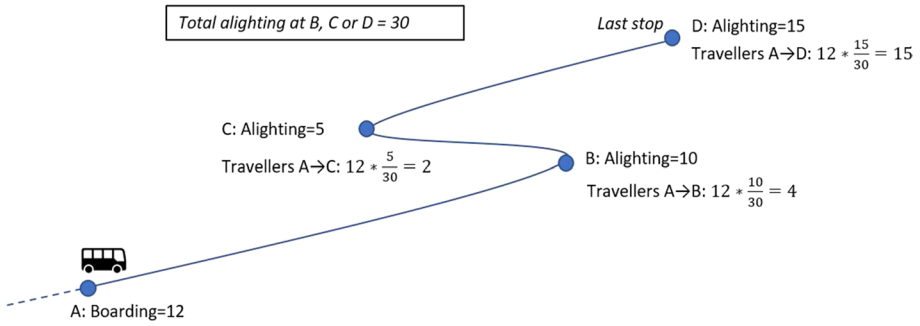 Total alighting at B, C or D = 30
Last stop
D: Alighting=15
Travellers A→D: 12 * 15/30 = 15
C: Alighting=5
Travellers A→C: 12 * 5/30 = 2
B: Alighting=10
Travellers A→B: 12 * 10/30 = 4
A: Boarding=12